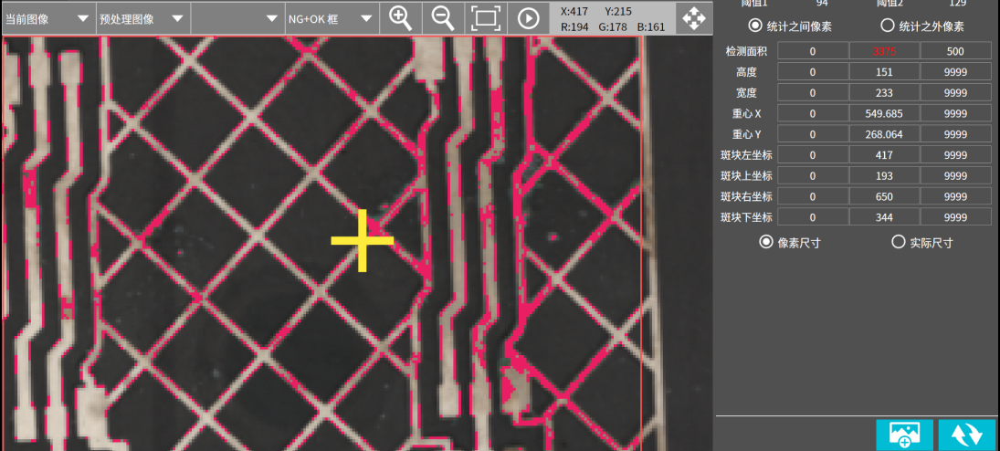 当前图像 预处理图像 NG+OK 框 X:417 Y:215
R:194 G:178 B:161
阈值1 94 阈值2 129
统计之间像素 统计之外像素
检测面积 0 3375 500
高度 0 151 9999
宽度 0 233 9999
重心 X 0 549.685 9999
重心 Y 0 268.064 9999
斑块左坐标 0 417 9999
斑块上坐标 0 193 9999
斑块右坐标 0 650 9999
斑块下坐标 0 344 9999
像素尺寸 实际尺寸